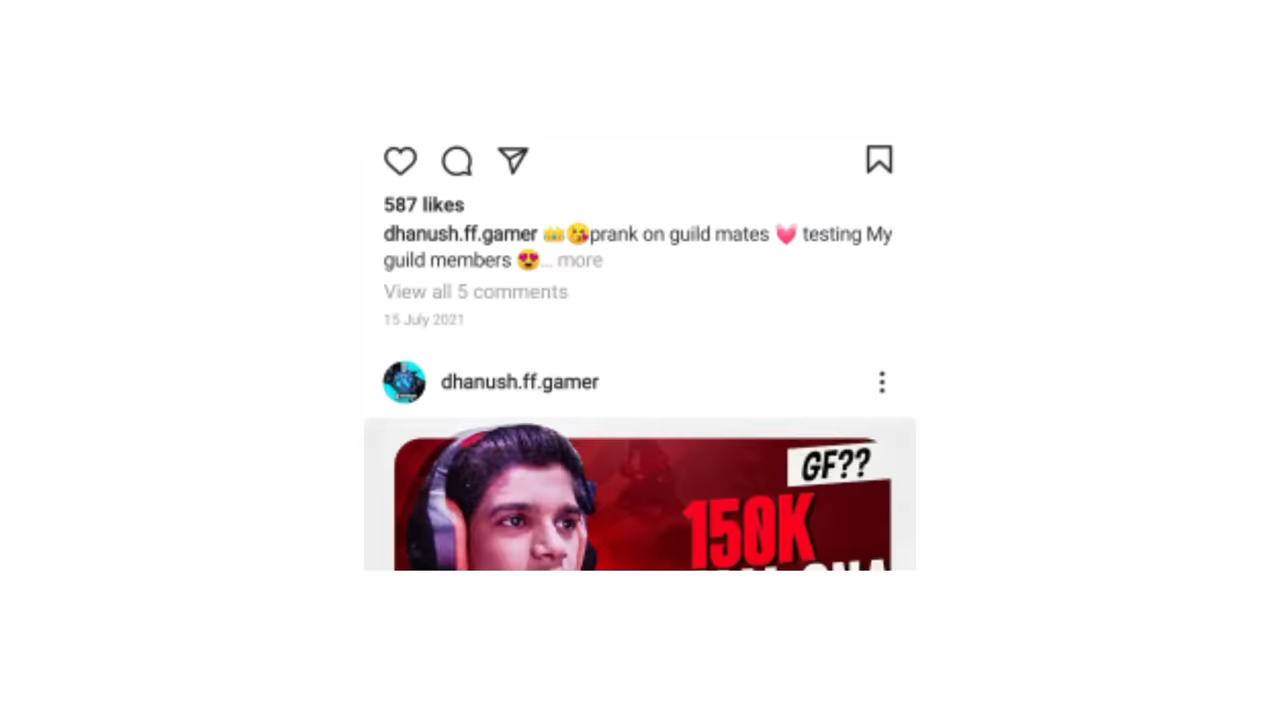 587 likes
dhanush.ff.gamer 👑😘prank on guild mates 💓 testing My
guild members 😍... more
View all 5 comments
15 July 2021
dhanush.ff.gamer
GF??
150K